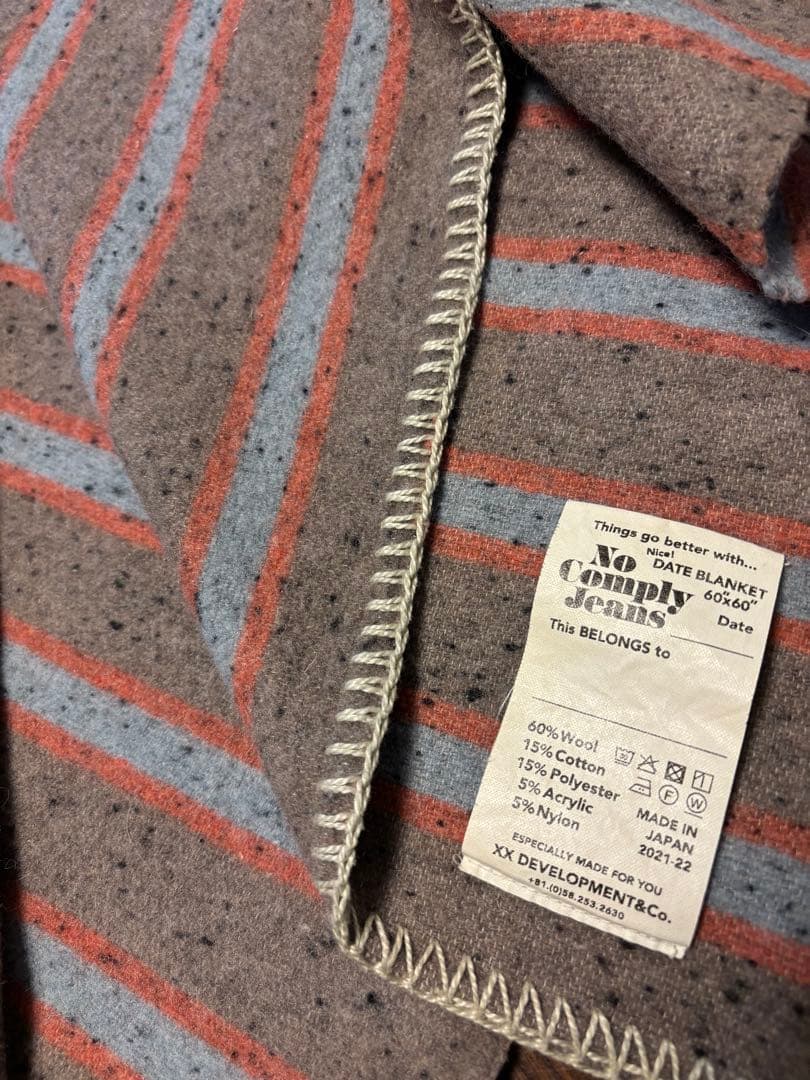 Things go better with...
Nice!
No DATE BLANKET
Comply 60"x60"
Jeans Date
This BELONGS to
60%Wool
15%Cotton
15%Polyester
5%Acrylic
5%Nylon
30
F W
MADE IN
JAPAN
2021-22
ESPECIALLY MADE FOR YOU
XX DEVELOPMENT&Co.
+81.(0)58.253.2630